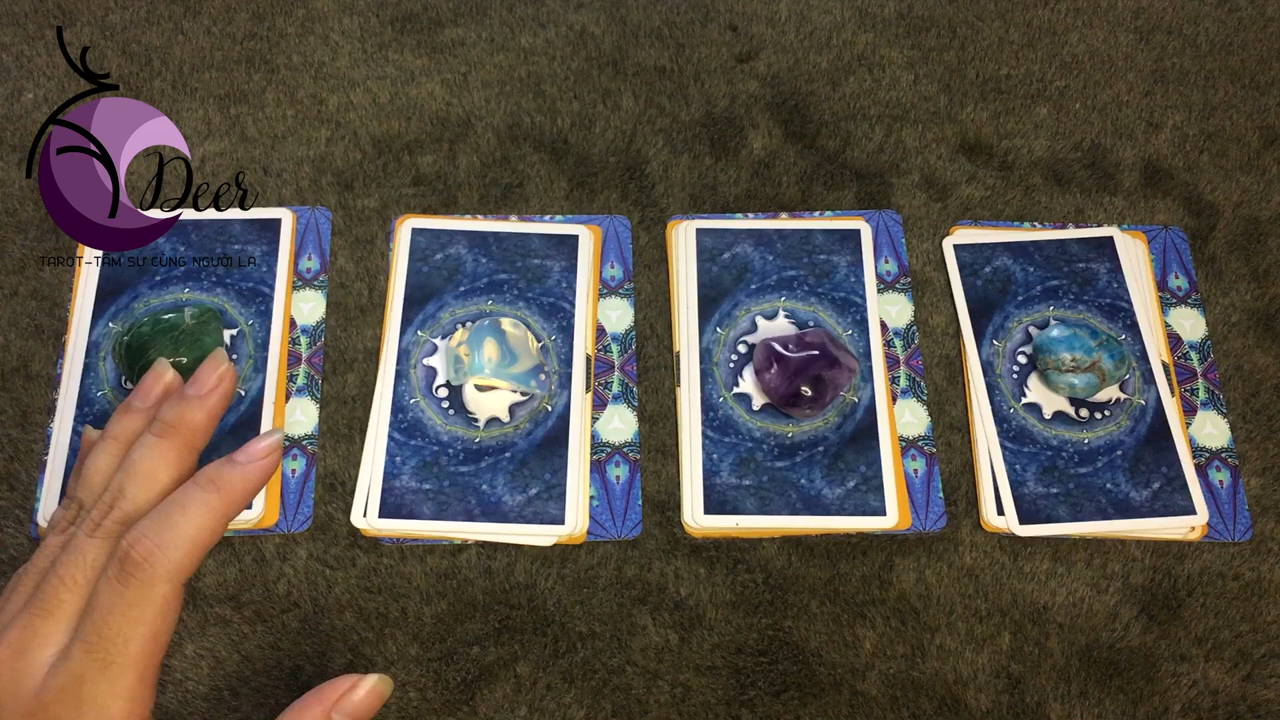 Deer
TAROT-TÂM SỰ CÙNG NGƯỜI LẠ